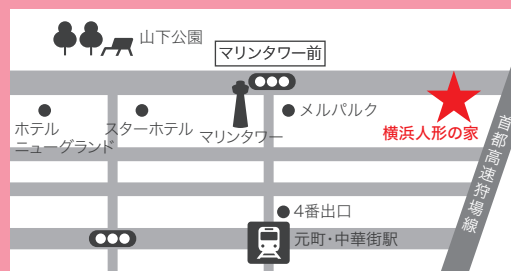 山下公園
マリンタワー前
ホテル
ニューグランド
スターホテル
マリンタワー
メルパルク
横浜人形の家
首都高速狩場線
4番出口
元町・中華街駅